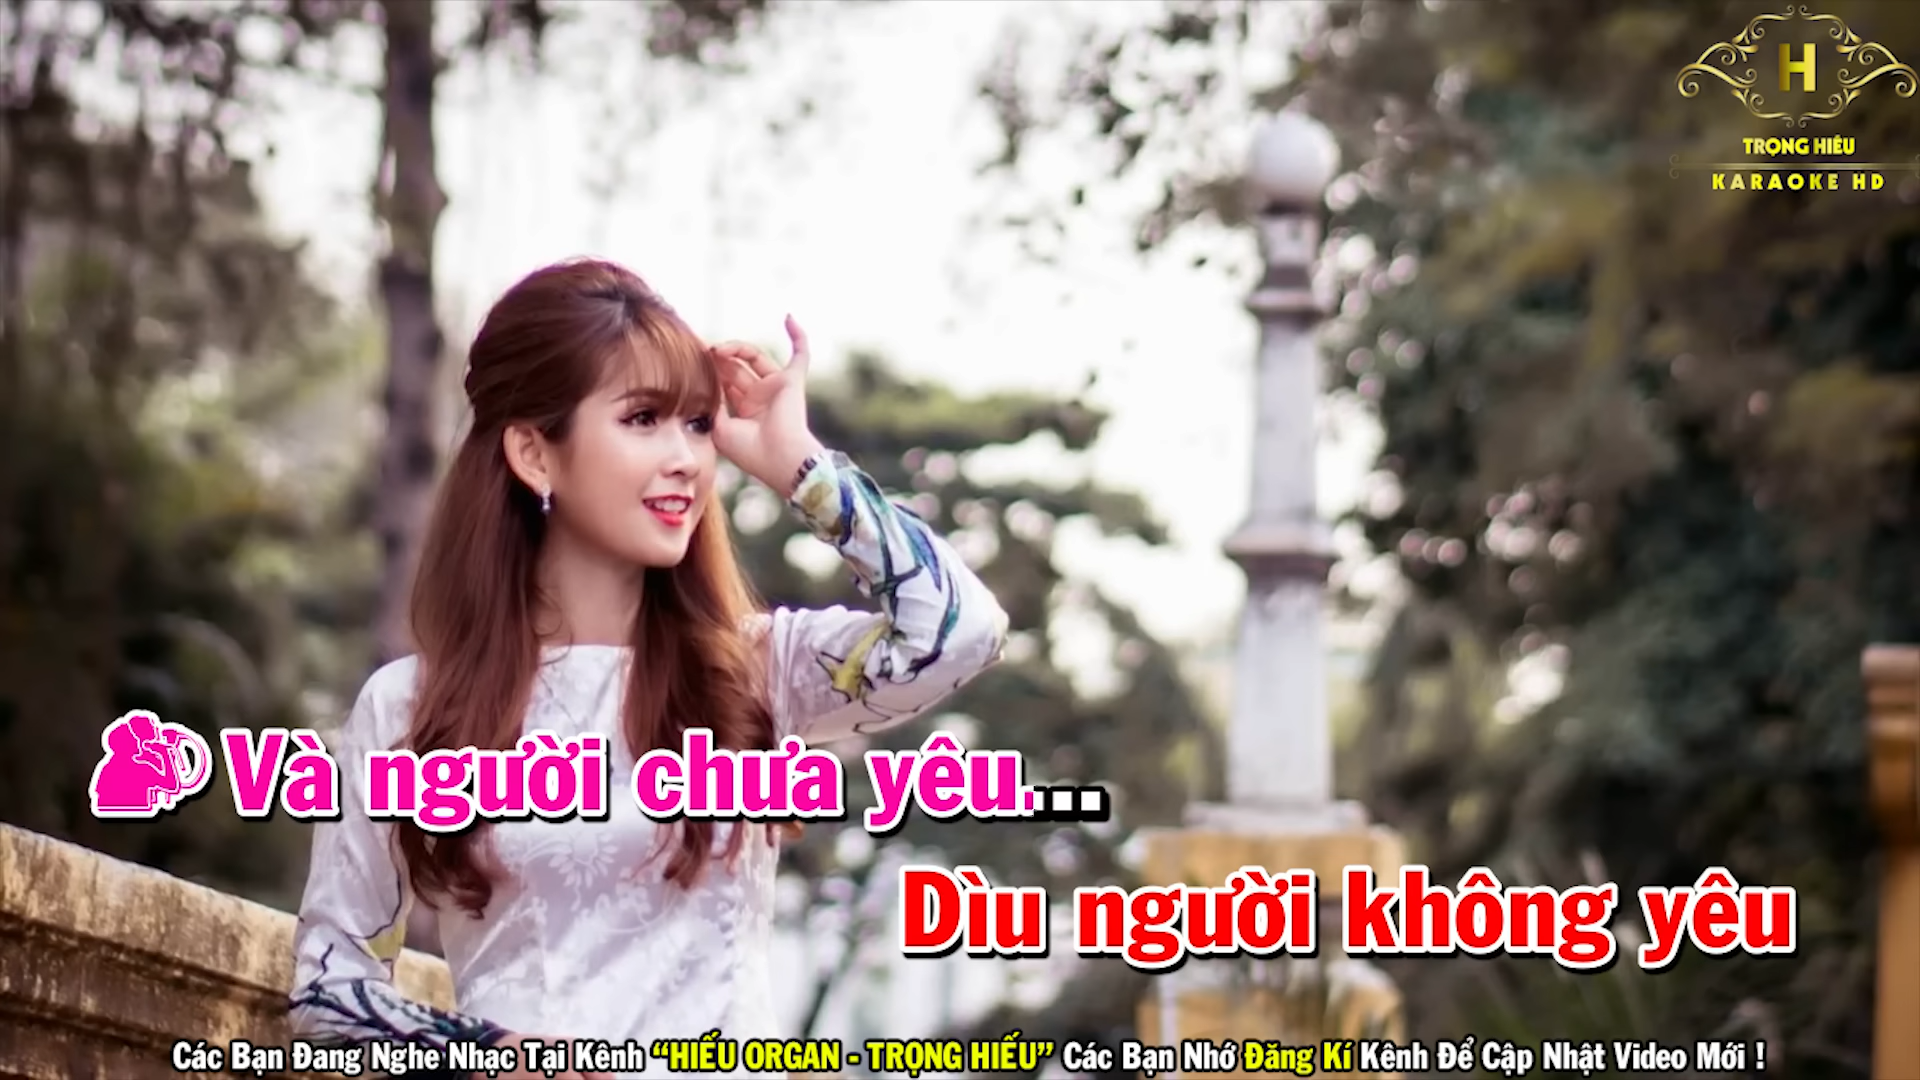 H
TRỌNG HIẾU
KARAOKE HD
Và người chưa yêu...
Dìu người không yêu
Các Bạn Đang Nghe Nhạc Tại Kênh “HIẾU ORGAN - TRỌNG HIẾU” Các Bạn Nhớ Đăng Kí Kênh Để Cập Nhật Video Mới !